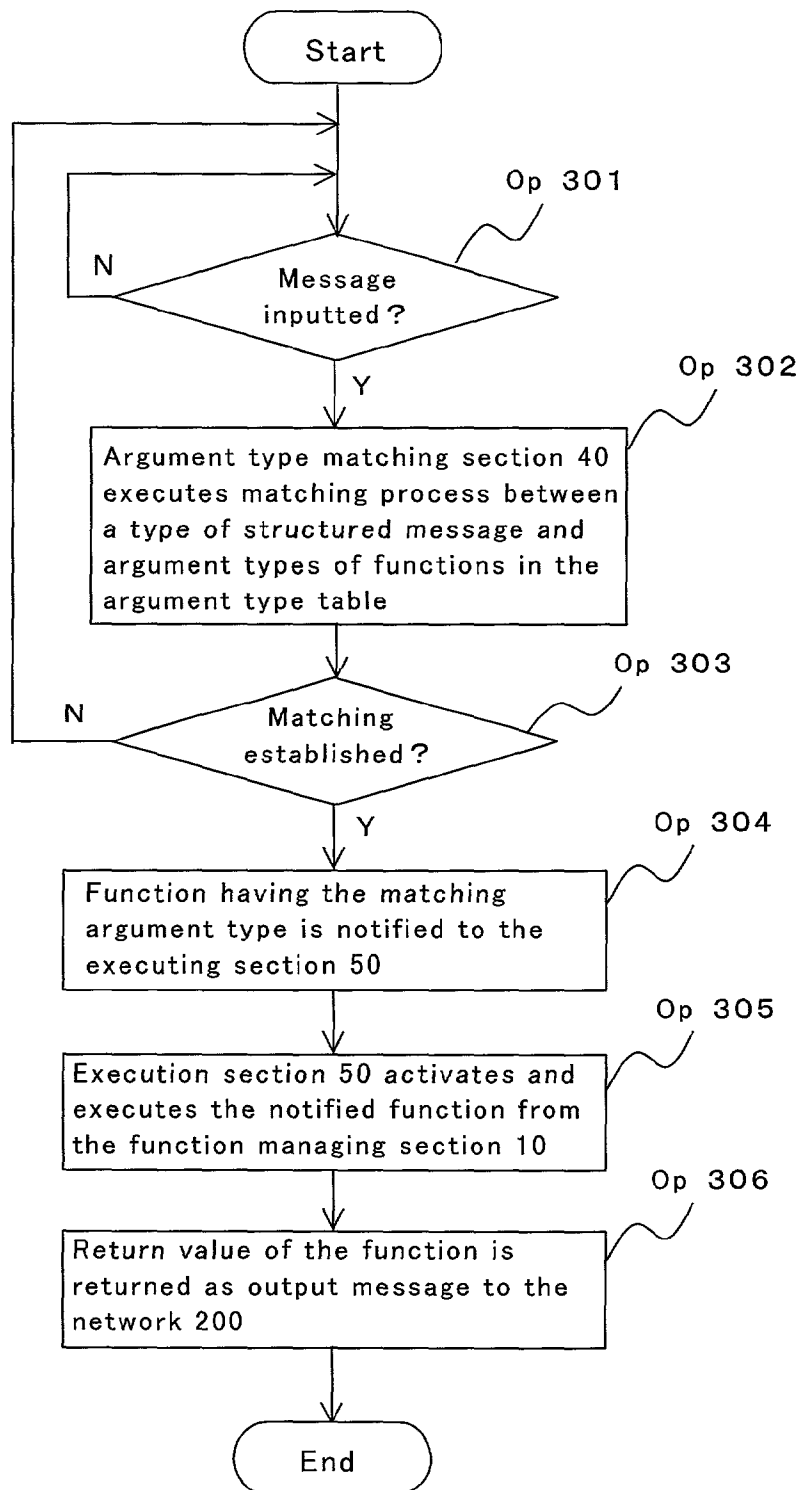 Start
Op 301
N
Message
inputted?
Y
Op 302
Argument type matching section 40
executes matching process between
a type of structured message and
argument types of functions in the
argument type table
Op 303
N
Matching
established?
Y
Op 304
Function having the matching
argument type is notified to the
executing section 50
Op 305
Execution section 50 activates and
executes the notified function from
the function managing section 10
Op 306
Return value of the function is
returned as output message to the
network 200
End